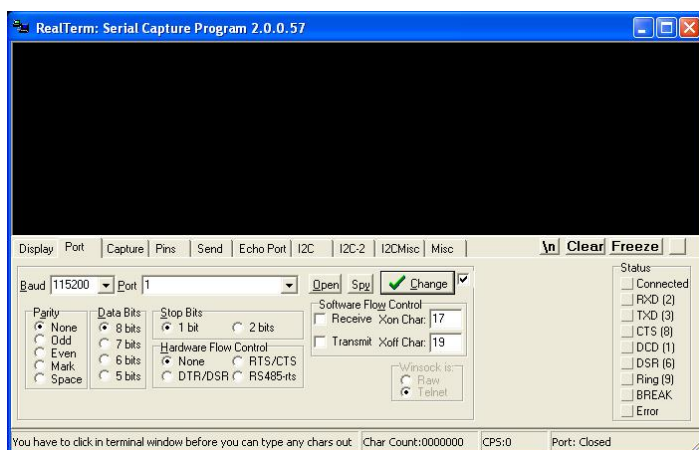 RealTerm: Serial Capture Program 2.0.0.57
Display Port Capture Pins Send Echo Port I2C I2C-2 I2CMisc Misc \n Clear Freeze
Baud 115200 Port 1 Open Spy Change
Parity
None
Odd
Even
Mark
Space
Data Bits
8 bits
7 bits
6 bits
5 bits
Stop Bits
1 bit 2 bits
Hardware Flow Control
None RTS/CTS
DTR/DSR RS485-rts
Software Flow Control
Receive Xon Char: 17
Transmit Xoff Char: 19
Winsock is:
Raw
Telnet
Status
Connected
RXD (2)
TXD (3)
CTS (8)
DCD (1)
DSR (6)
Ring (9)
BREAK
Error
You have to click in terminal window before you can type any chars out Char Count:0000000 CPS:0 Port: Closed